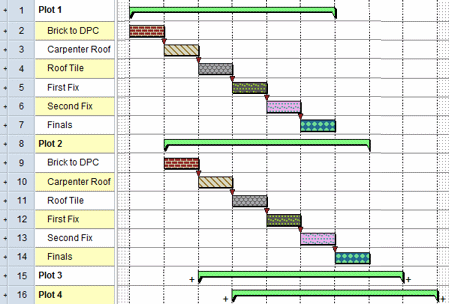 1 Plot 1
2 Brick to DPC
3 Carpenter Roof
4 Roof Tile
5 First Fix
6 Second Fix
7 Finals
8 Plot 2
9 Brick to DPC
10 Carpenter Roof
11 Roof Tile
12 First Fix
13 Second Fix
14 Finals
15 Plot 3
16 Plot 4